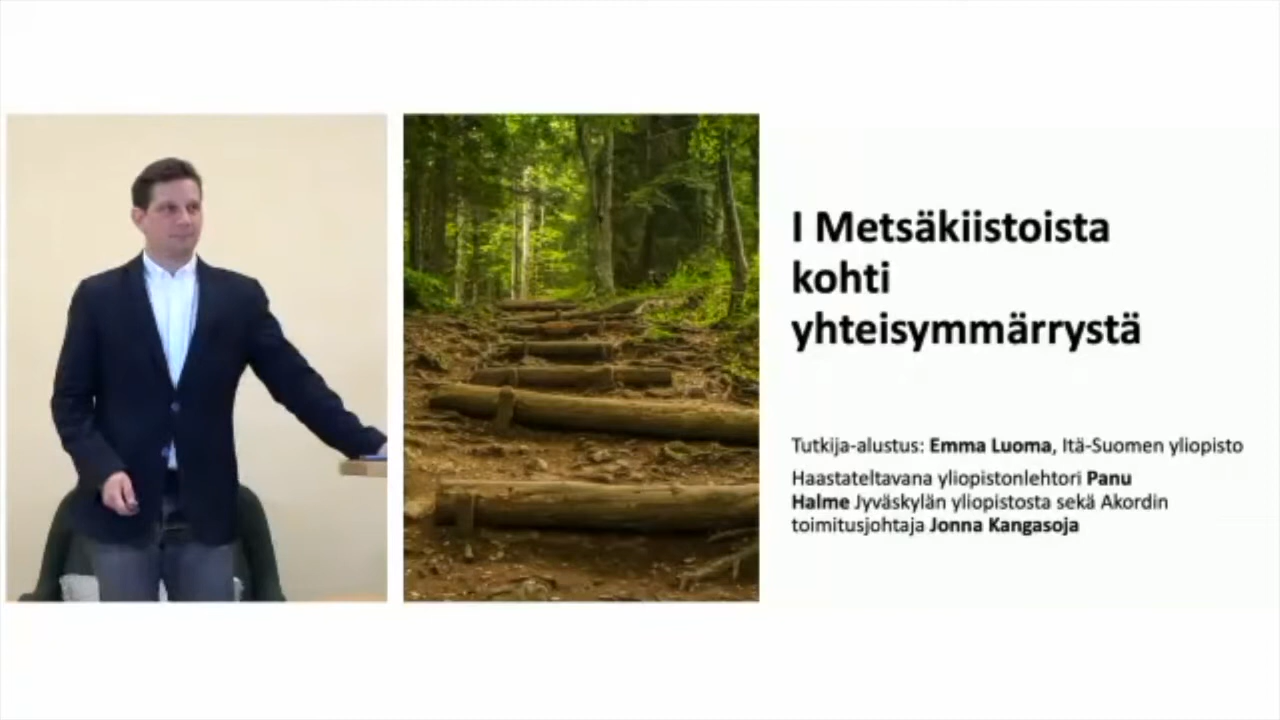 I Metsäkiistoista
kohti
yhteisymmärrystä
Tutkija-alustus: Emma Luoma, Itä-Suomen yliopisto
Haastateltavana yliopistonlehtori Panu
Halme Jyväskylän yliopistosta sekä Akordin
toimitusjohtaja Jonna Kangasoja